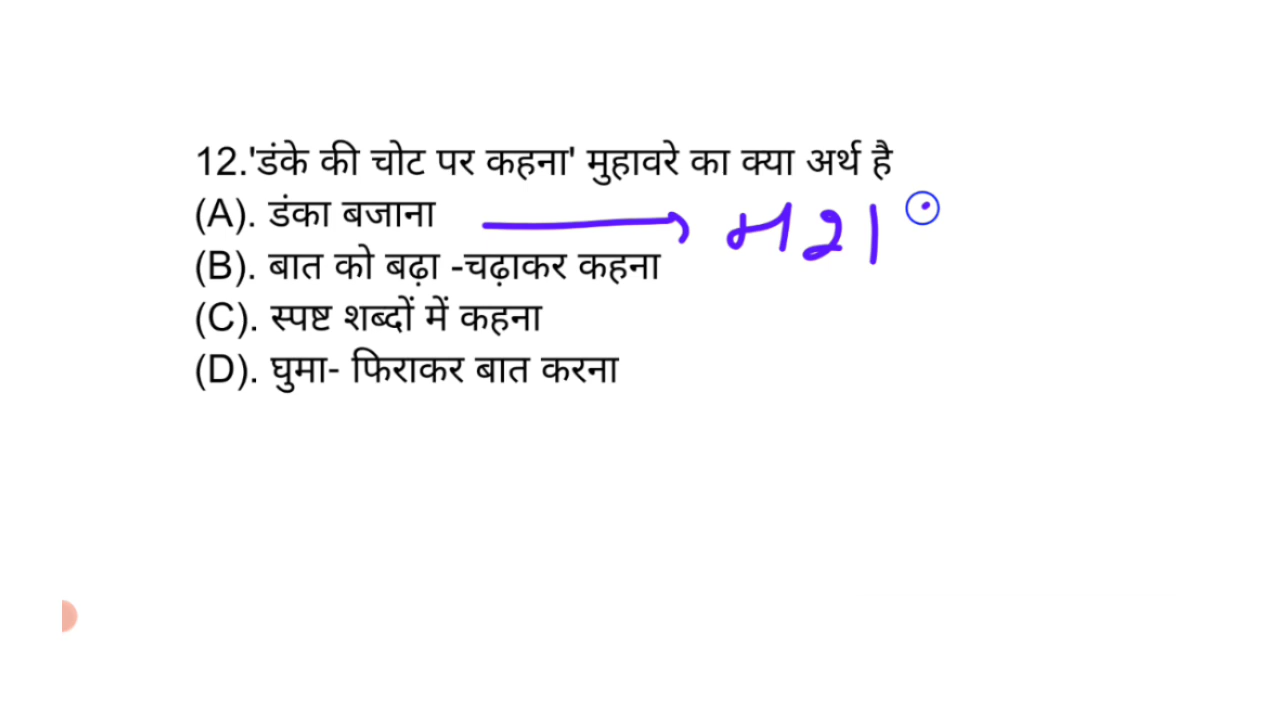 12.'डंके की चोट पर कहना' मुहावरे का क्या अर्थ है
(A). डंका बजाना
(B). बात को बढ़ा -चढ़ाकर कहना
(C). स्पष्ट शब्दों में कहना
(D). घुमा- फिराकर बात करना